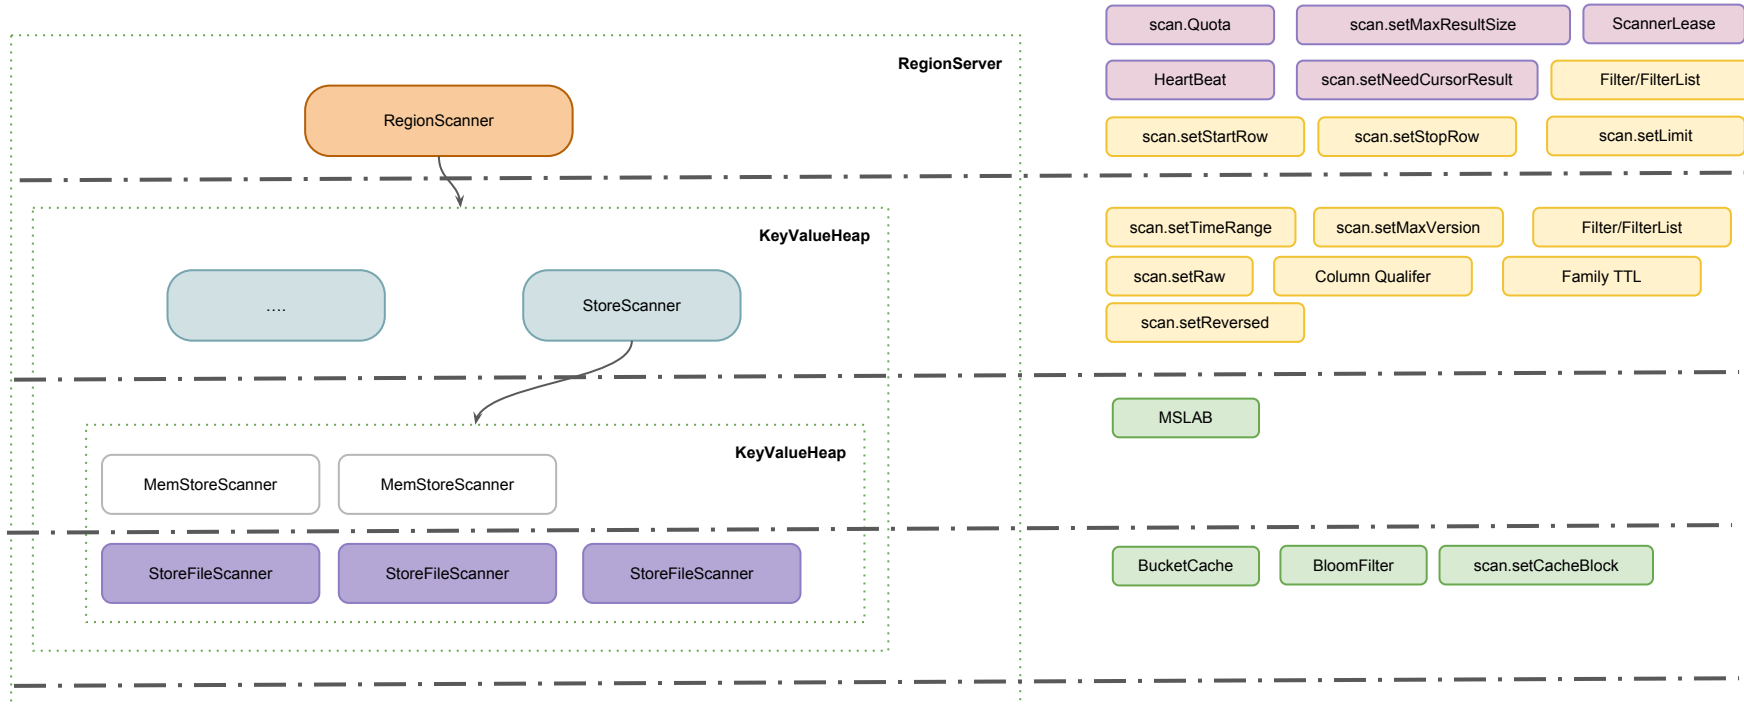 scan.Quota
scan.setMaxResultSize
ScannerLease
RegionServer
HeartBeat
scan.setNeedCursorResult
Filter/FilterList
RegionScanner
scan.setStartRow
scan.setStopRow
scan.setLimit
KeyValueHeap
scan.setTimeRange
scan.setMaxVersion
Filter/FilterList
scan.setRaw
Column Qualifer
Family TTL
....
StoreScanner
scan.setReversed
MSLAB
KeyValueHeap
MemStoreScanner
MemStoreScanner
StoreFileScanner
StoreFileScanner
StoreFileScanner
BucketCache
BloomFilter
scan.setCacheBlock